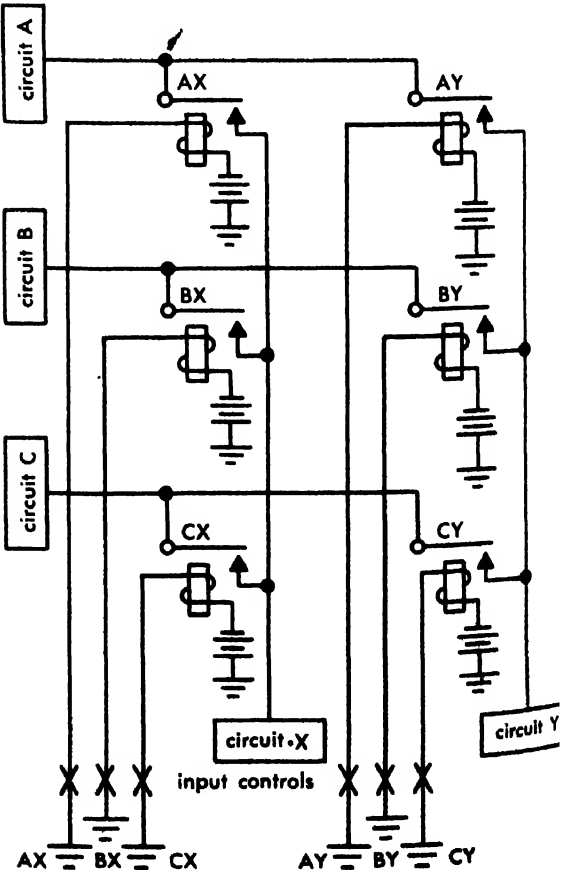 circuit A
AX
AY
circuit B
BX
BY
circuit C
CX
CY
circuit X
circuit Y
input controls
AX BX CX AY BY CY